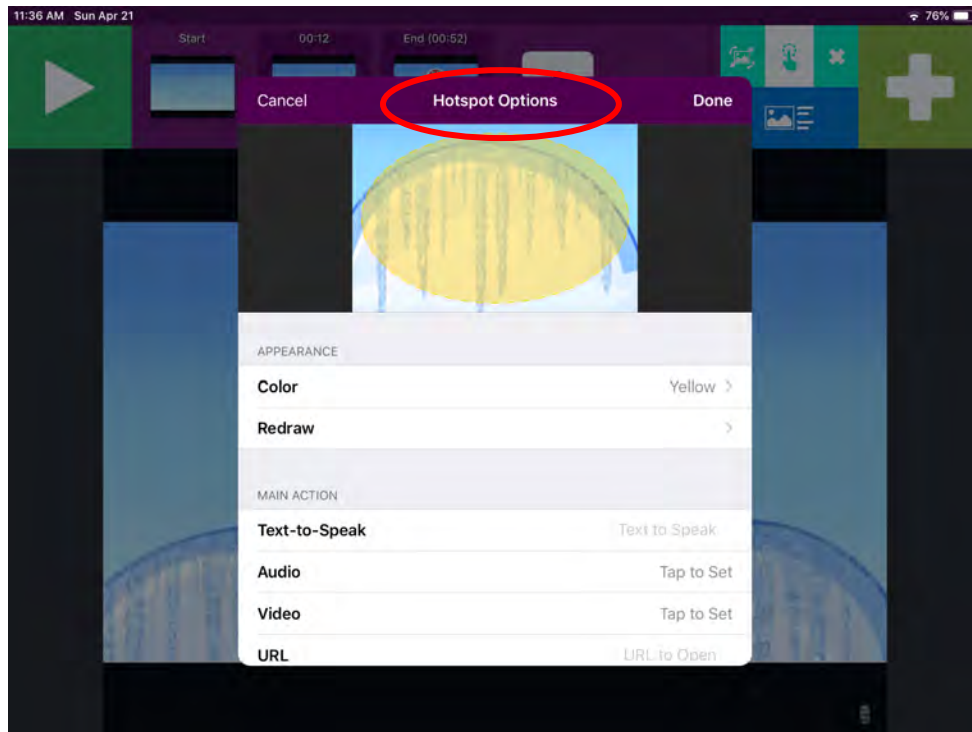 11:36 AM Sun Apr 21 76%
Start 00:12 End (00:52)
Cancel Hotspot Options Done
APPEARANCE
Color Yellow
Redraw
MAIN ACTION
Text-to-Speak Text to Speak
Audio Tap to Set
Video Tap to Set
URL URL to Open